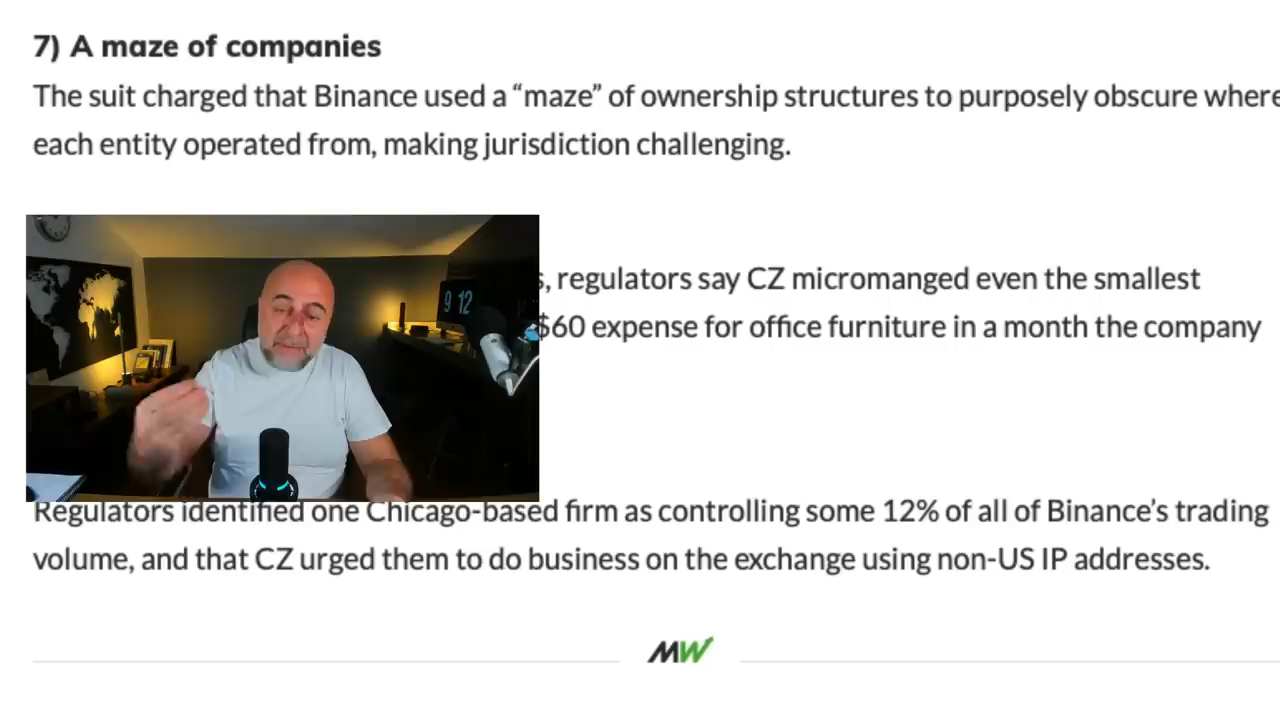 7) A maze of companies
The suit charged that Binance used a “maze” of ownership structures to purposely obscure where
each entity operated from, making jurisdiction challenging.
9 12
regulators say CZ micromanged even the smallest
$60 expense for office furniture in a month the company
Regulators identified one Chicago-based firm as controlling some 12% of all of Binance’s trading
volume, and that CZ urged them to do business on the exchange using non-US IP addresses.
MW